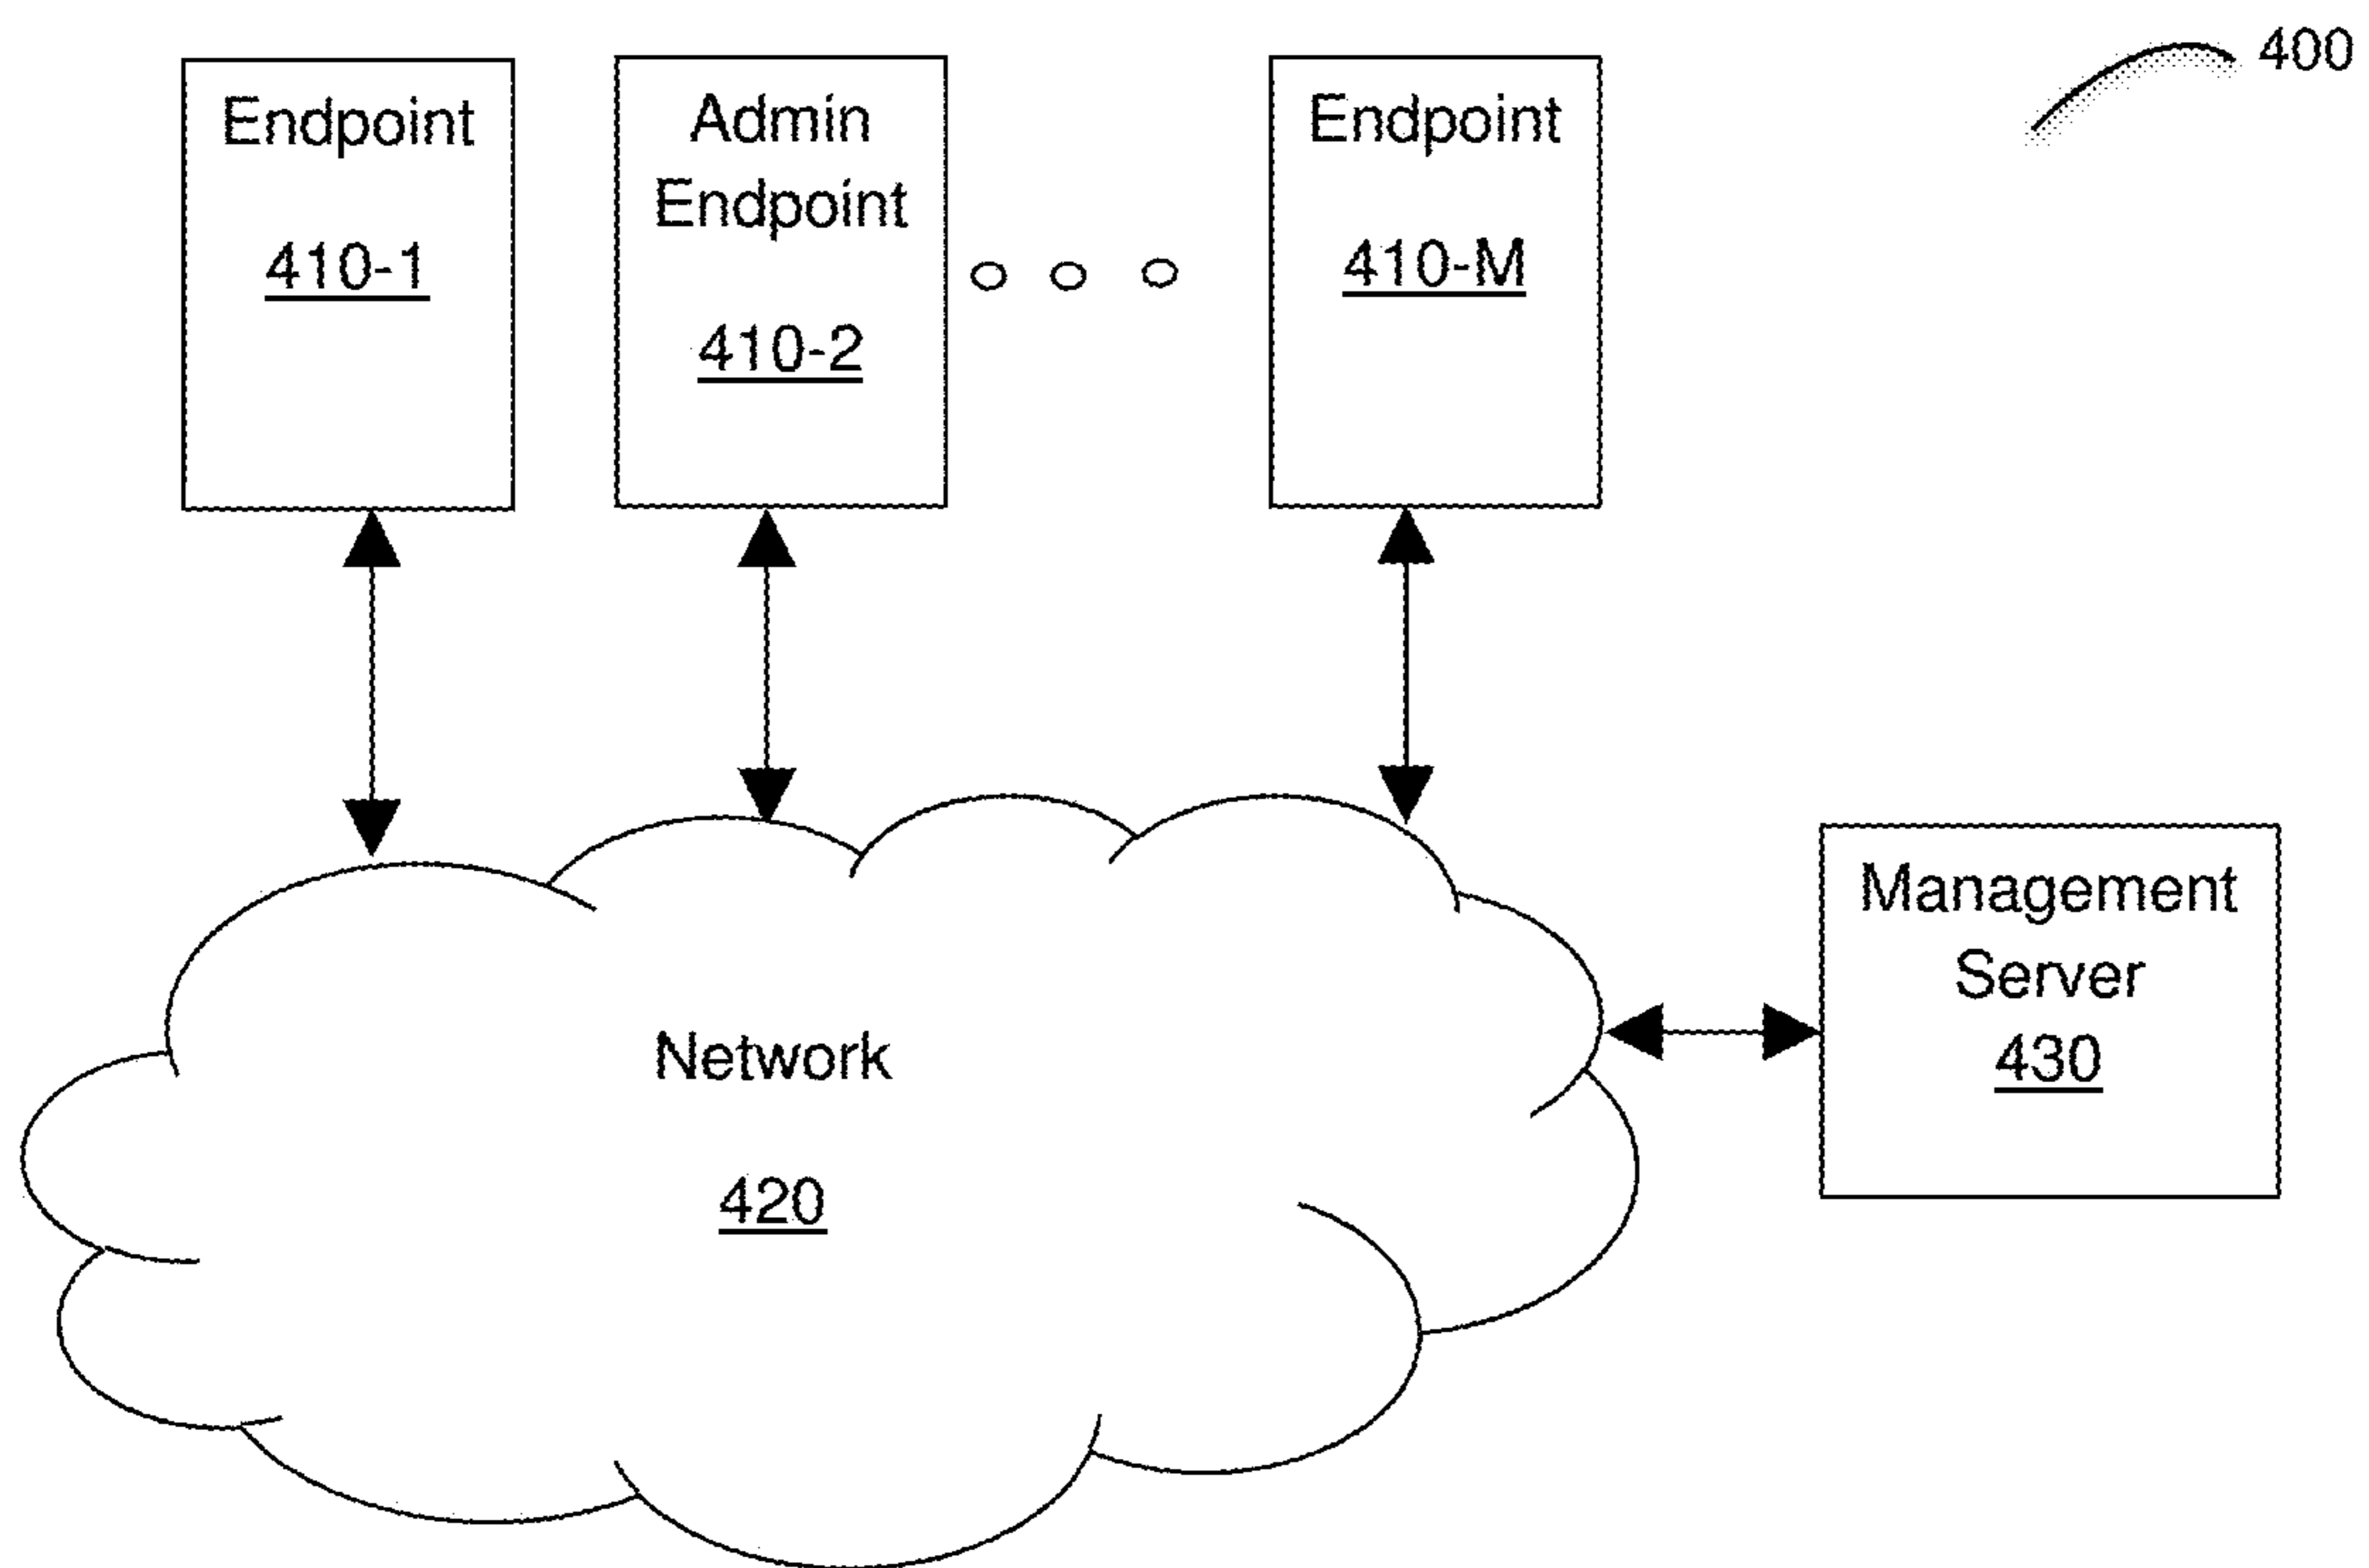 400
Endpoint
410-1
Admin
Endpoint
410-2
Endpoint
410-M
Network
420
Management
Server
430